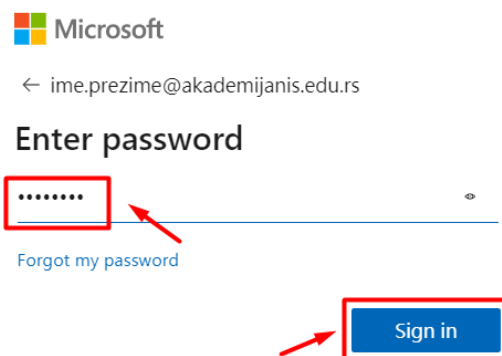 Microsoft
← ime.prezime@akademijanis.edu.rs
Enter password
••••••••
Forgot my password
Sign in